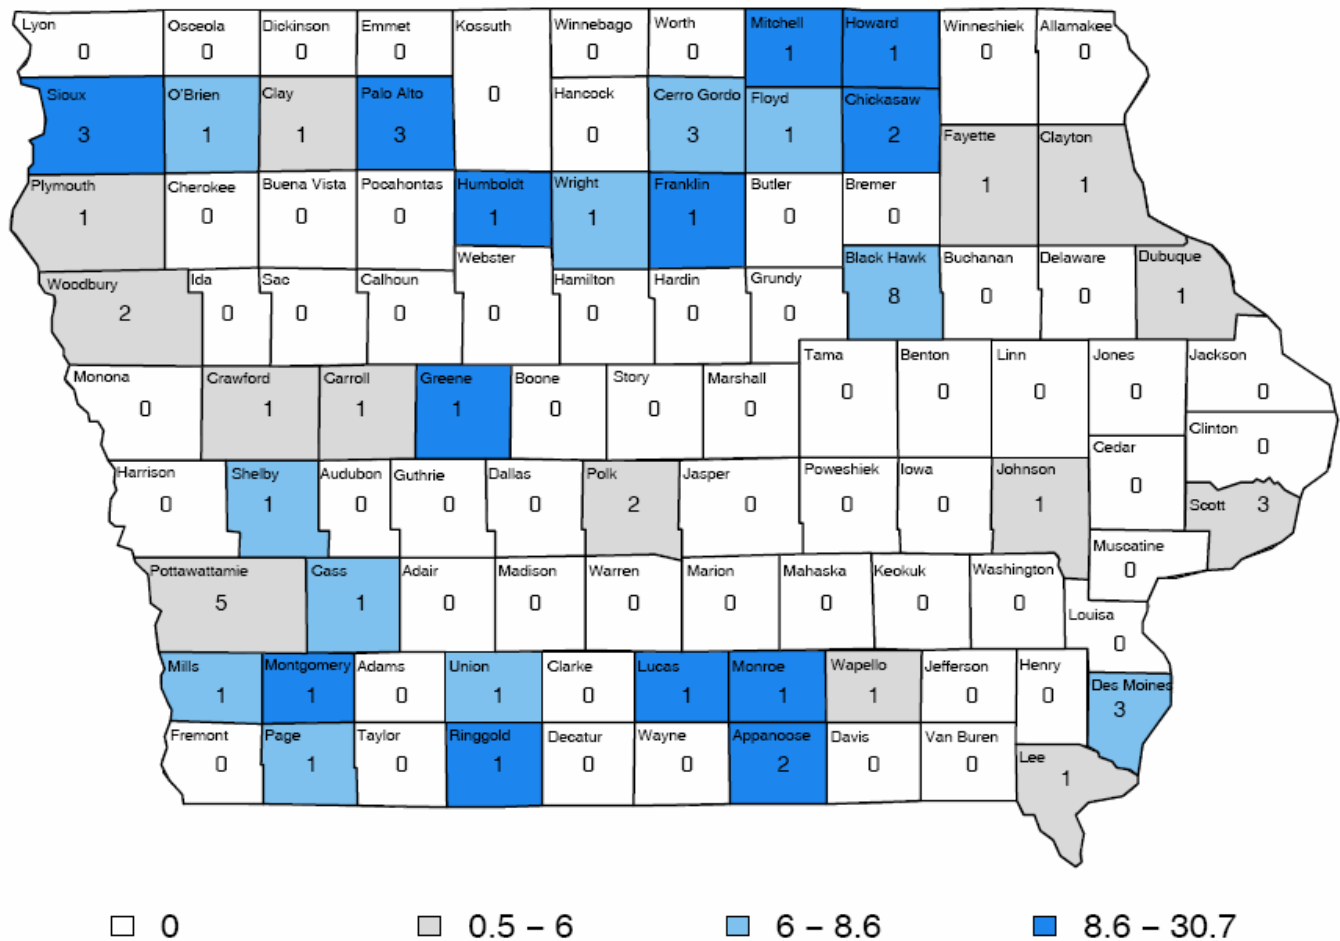 Lyon Osceola Dickinson Emmet Kossuth Winnebago Worth Mitchell Howard Winneshiek Allamakee
0 0 0 0 0 0 0 1 1 0 0
Sioux O'Brien Clay Palo Alto Hancock Cerro Gordo Floyd Chickasaw
3 1 1 3 0 3 1 2
Fayette Clayton
1 1
Plymouth Cherokee Buena Vista Pocahontas Humboldt Wright Franklin Butler Bremer
1 0 0 0 1 1 1 0 0
Webster Black Hawk Buchanan Delaware Dubuque
0 8 0 0 1
Woodbury Ida Sac Calhoun Hamilton Hardin Grundy
2 0 0 0 0 0 0
Tama Benton Linn Jones Jackson
0 0 0 0 0
Monona Crawford Carroll Greene Boone Story Marshall
0 1 1 1 0 0 0
Clinton
0
Cedar
0
Harrison Shelby Audubon Guthrie Dallas Polk Jasper Poweshiek Iowa Johnson
0 1 0 0 0 2 0 0 0 1
Scott 3
Muscatine
0
Pottawattamie Cass Adair Madison Warren Marion Mahaska Keokuk Washington
5 1 0 0 0 0 0 0 0
Louisa
0
Mills Montgomery Adams Union Clarke Lucas Monroe Wapello Jefferson Henry
1 1 0 1 0 1 1 1 0 0
Des Moines
3
Fremont Page Taylor Ringgold Decatur Wayne Appanoose Davis Van Buren
0 1 0 1 0 0 2 0 0
Lee
1
0 0.5 – 6 6 – 8.6 8.6 – 30.7